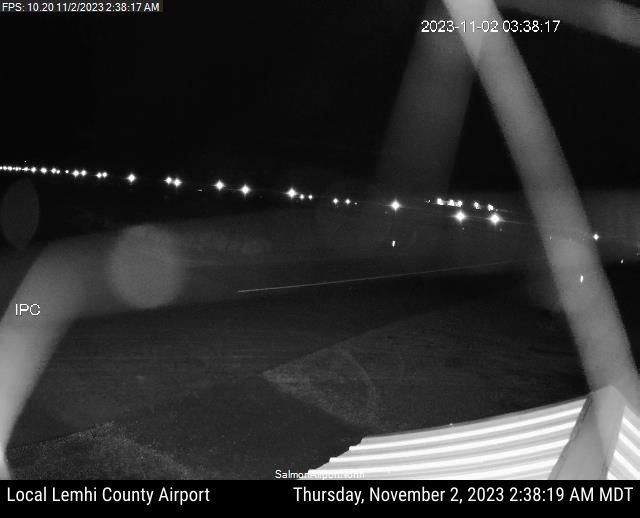 FPS: 10.20 11/2/2023 2:38:17 AM
2023-11-02 03:38:17
IPC
Local Lemhi County Airport
Thursday, November 2, 2023 2:38:19 AM MDT